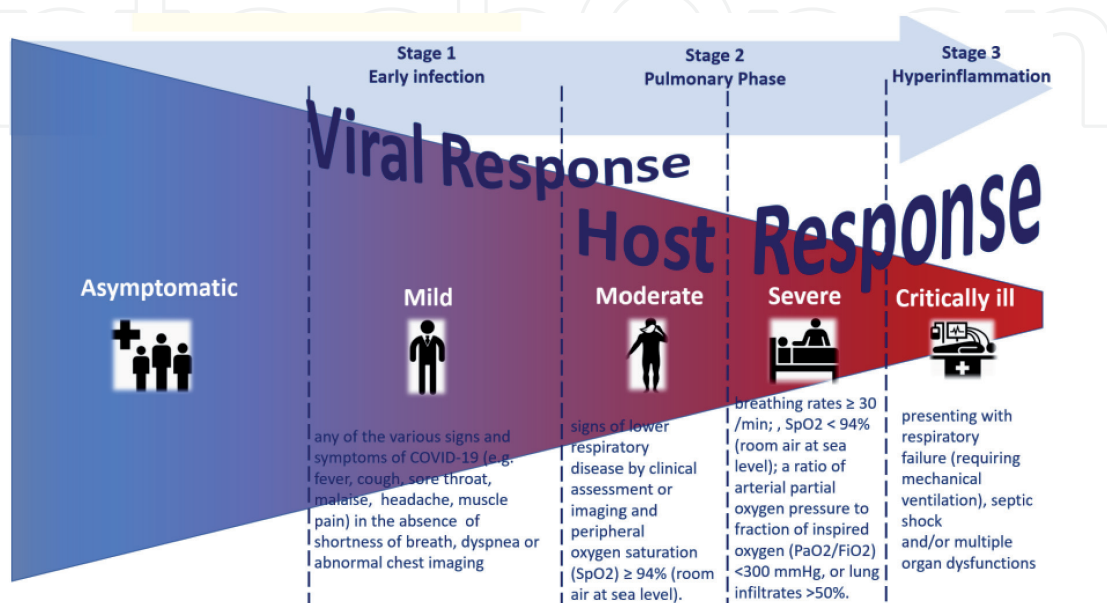 Stage 1
Early infection
Stage 2
Pulmonary Phase
Stage 3
Hyperinflammation
Viral Response
Host Response
Asymptomatic
Mild
Moderate
Severe
Critically ill
any of the various signs and
symptoms of COVID-19 (e.g.
fever, cough, sore throat,
malaise, headache, muscle
pain) in the absence of
shortness of breath, dyspnea or
abnormal chest imaging
signs of lower
respiratory
disease by clinical
assessment or
imaging and
peripheral
oxygen saturation
(SpO2) ≥ 94% (room
air at sea level).
breathing rates ≥ 30
/min; , SpO2 < 94%
(room air at sea
level); a ratio of
arterial partial
oxygen pressure to
fraction of inspired
oxygen (PaO2/FiO2)
<300 mmHg, or lung
infiltrates >50%.
presenting with
respiratory
failure (requiring
mechanical
ventilation), septic
shock
and/or multiple
organ dysfunctions